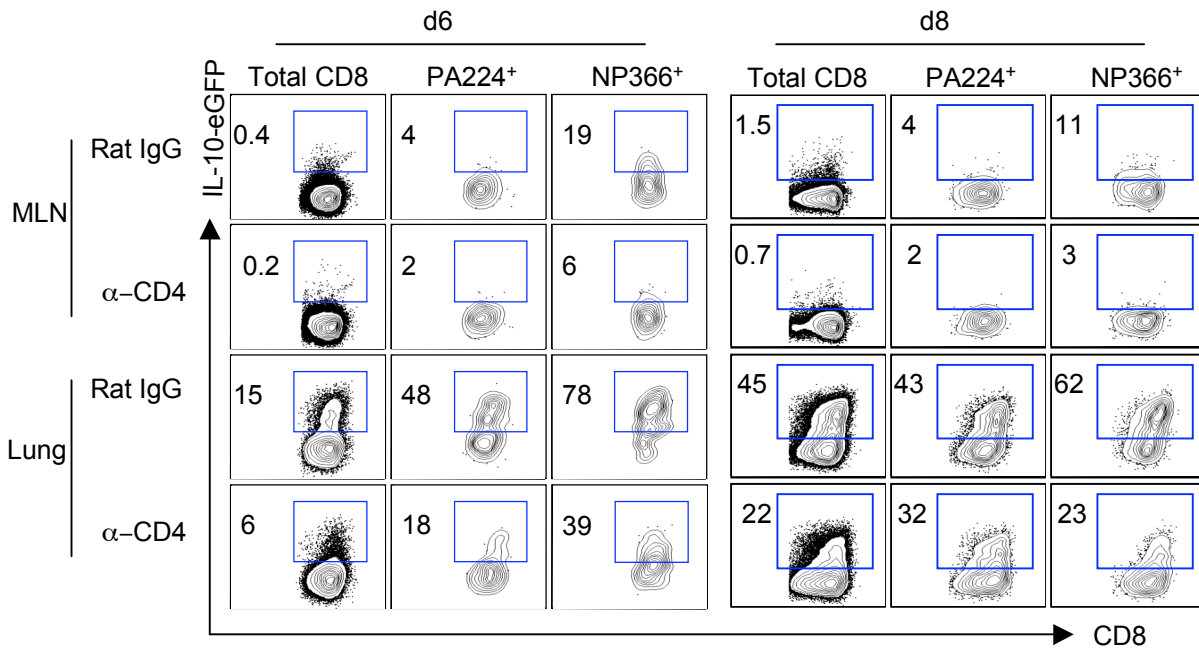 d6 d8
Total CD8 PA224⁺ NP366⁺ Total CD8 PA224⁺ NP366⁺
IL-10-eGFP
MLN
Rat IgG 0.4 4 19 1.5 4 11
α−CD4 0.2 2 6 0.7 2 3
Lung
Rat IgG 15 48 78 45 43 62
α−CD4 6 18 39 22 32 23
CD8